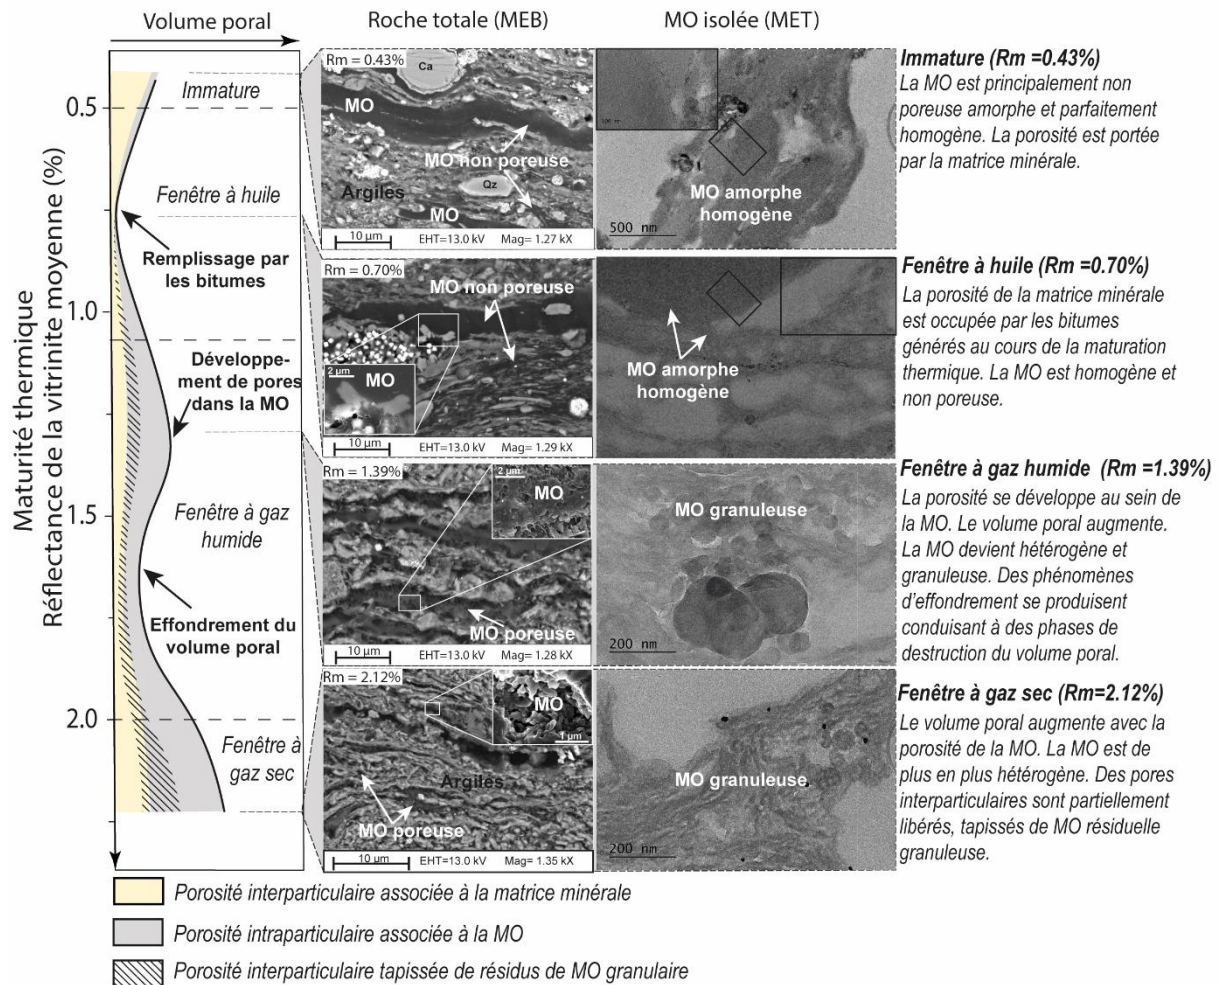 Volume poral
Roche totale (MEB)
MO isolée (MET)
Maturité thermique
Réflectance de la vitrinite moyenne (%)
0.5
1.0
1.5
2.0
Immature
Fenêtre à huile
Remplissage par
les bitumes
Développe-
ment de pores
dans la MO
Fenêtre à gaz
humide
Effondrement du
volume poral
Fenêtre à
gaz sec
Rm = 0.43%
Ca
MO
MO non poreuse
Argiles
Qz
MO
10 µm
EHT=13.0 kV
Mag= 1.27 kX
MO amorphe
homogène
500 nm
Immature (Rm =0.43%)
La MO est principalement non
poreuse amorphe et parfaitement
homogène. La porosité est portée
par la matrice minérale.
Rm = 0.70%
MO non poreuse
2 µm
MO
10 µm
EHT=13.0 kV
Mag= 1.29 kX
MO amorphe
homogène
Fenêtre à huile (Rm =0.70%)
La porosité de la matrice minérale
est occupée par les bitumes
générés au cours de la maturation
thermique. La MO est homogène et
non poreuse.
Rm = 1.39%
2 µm
MO
MO poreuse
10 µm
EHT=13.0 kV
Mag= 1.28 kX
MO granuleuse
200 nm
Fenêtre à gaz humide (Rm =1.39%)
La porosité se développe au sein de
la MO. Le volume poral augmente.
La MO devient hétérogène et
granuleuse. Des phénomènes
d'effondrement se produisent
conduisant à des phases de
destruction du volume poral.
Rm = 2.12%
MO
1 µm
Argiles
MO poreuse
10 µm
EHT=13.0 kV
Mag= 1.35 kX
MO granuleuse
200 nm
Fenêtre à gaz sec (Rm=2.12%)
Le volume poral augmente avec la
porosité de la MO. La MO est de
plus en plus hétérogène. Des pores
interparticulaires sont partiellement
libérés, tapissés de MO résiduelle
granuleuse.
Porosité interparticulaire associée à la matrice minérale
Porosité intraparticulaire associée à la MO
Porosité interparticulaire tapissée de résidus de MO granulaire